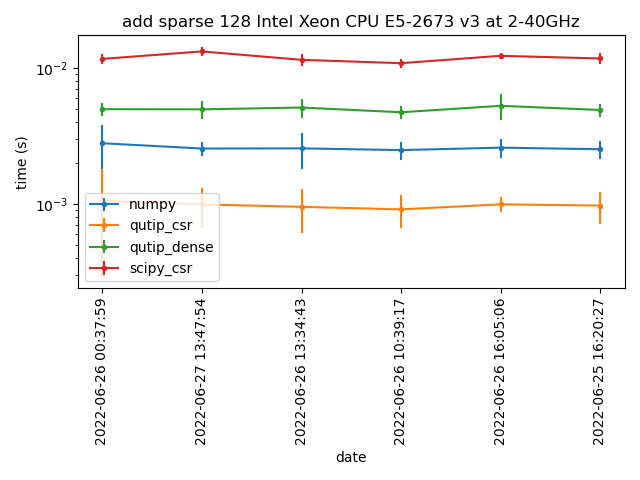 add sparse 128 Intel Xeon CPU E5-2673 v3 at 2-40GHz
time (s)
10⁻²
10⁻³
numpy
qutip_csr
qutip_dense
scipy_csr
2022-06-26 00:37:59
2022-06-27 13:47:54
2022-06-26 13:34:43
2022-06-26 10:39:17
2022-06-26 16:05:06
2022-06-25 16:20:27
date